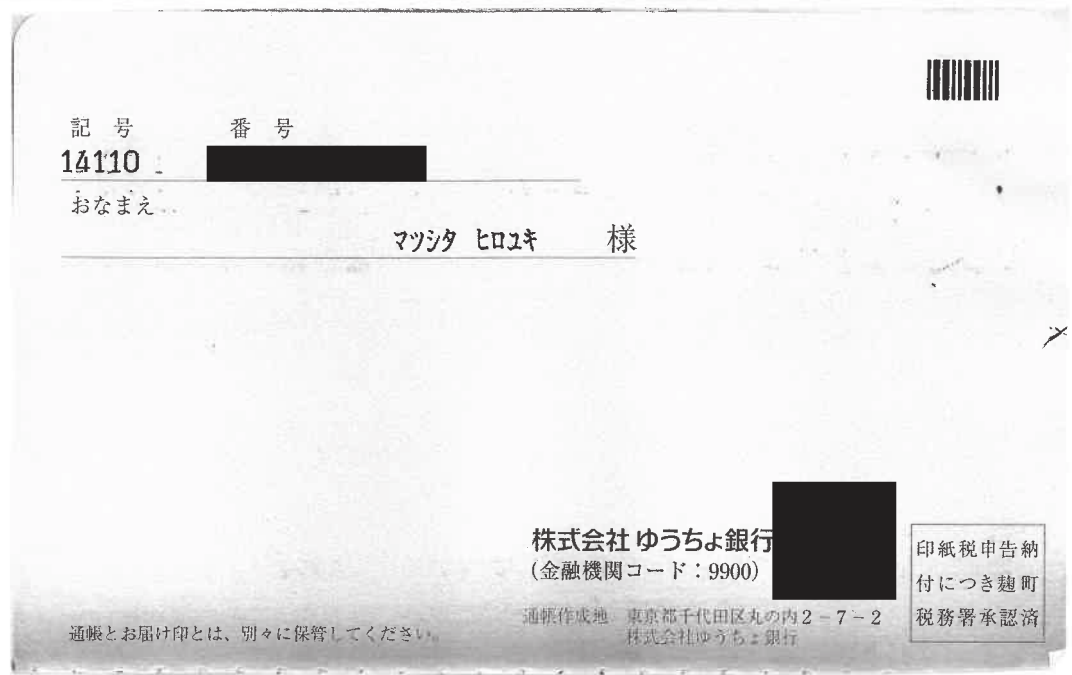 記号 番号
14110
おなまえ
マツシタ ヒロユキ 様
株式会社 ゆうちょ銀行
(金融機関コード：9900)
通帳作成地 東京都千代田区丸の内2-7-2
株式会社ゆうちょ銀行
印紙税申告納
付につき麹町
税務署承認済
通帳とお届け印とは、別々に保管してください。